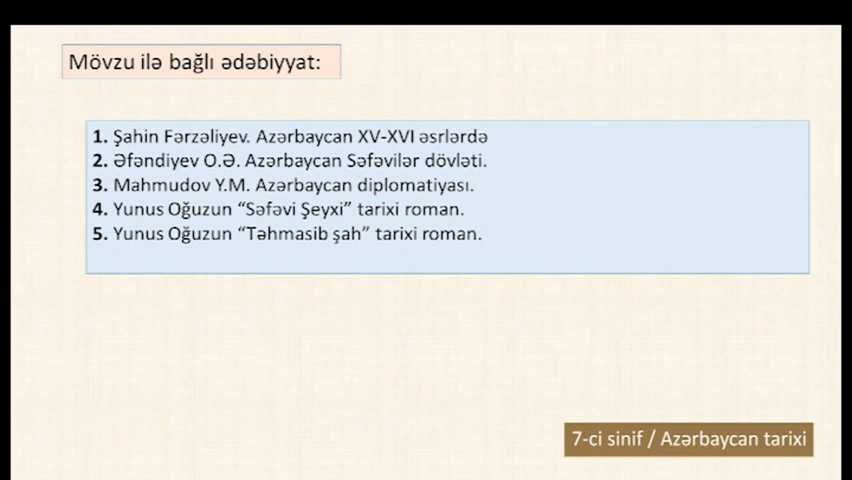 Mövzu ilə bağlı ədəbiyyat:
1. Şahin Fərzəliyev. Azərbaycan XV-XVI əsrlərdə
2. Əfəndiyev O.Ə. Azərbaycan Səfəvilər dövləti.
3. Mahmudov Y.M. Azərbaycan diplomatiyası.
4. Yunus Oğuzun “Səfəvi Şeyxi” tarixi roman.
5. Yunus Oğuzun “Təhmasib şah” tarixi roman.
7-ci sinif / Azərbaycan tarixi